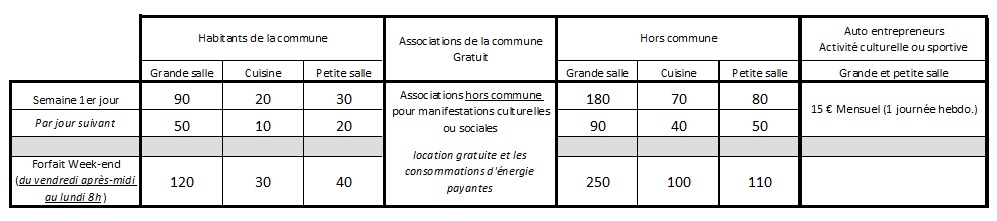 Habitants de la commune
Associations de la commune
Gratuit
Hors commune
Auto entrepreneurs
Activité culturelle ou sportive
Grande salle Cuisine Petite salle
Grande salle Cuisine Petite salle
Grande et petite salle
Semaine 1er jour 90 20 30
Par jour suivant 50 10 20
Forfait Week-end
(du vendredi après-midi
au lundi 8h) 120 30 40
Associations hors commune
pour manifestations culturelles
ou sociales
location gratuite et les
consommations d'énergie
payantes
180 70 80
90 40 50
250 100 110
15 € Mensuel (1 journée hebdo.)